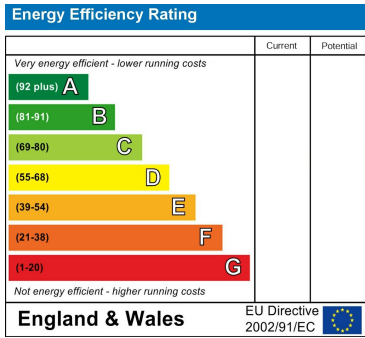 Energy Efficiency Rating
Current Potential
Very energy efficient - lower running costs
(92 plus) A
(81-91) B
(69-80) C
(55-68) D
(39-54) E
(21-38) F
(1-20) G
Not energy efficient - higher running costs
England & Wales
EU Directive
2002/91/EC